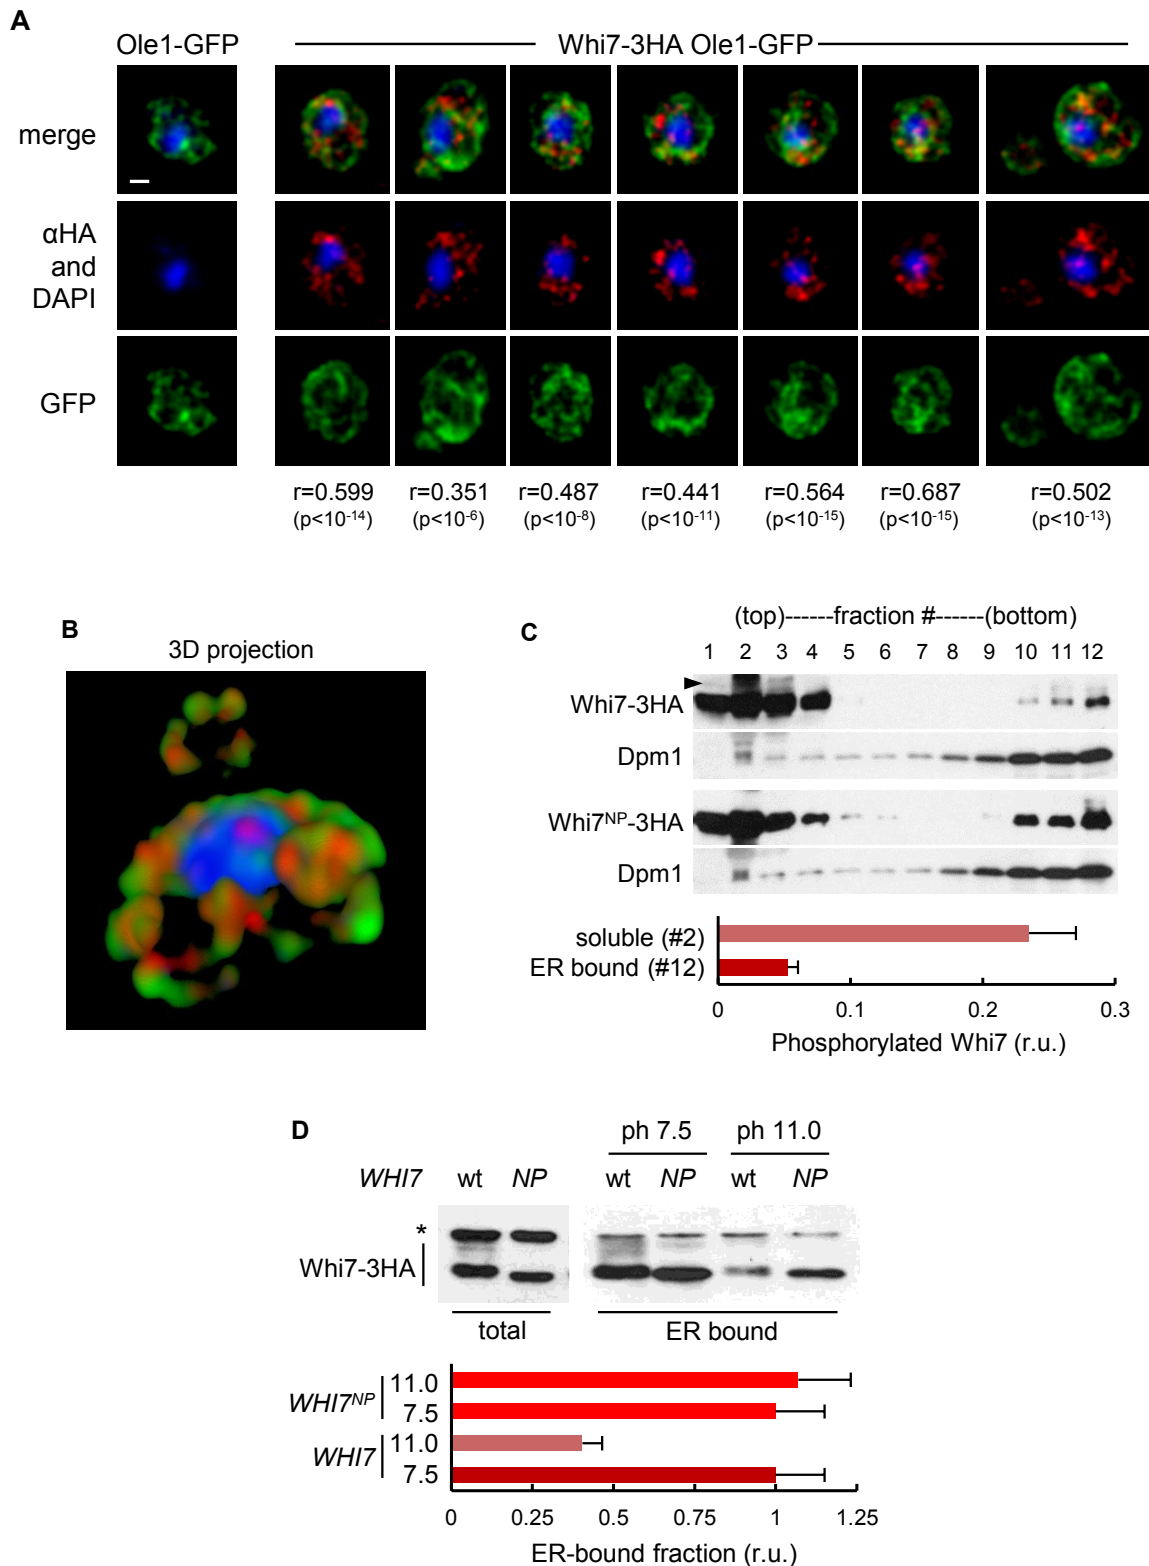 A
Ole1-GFP
Whi7-3HA Ole1-GFP
merge
αHA
and
DAPI
GFP
r=0.599 r=0.351 r=0.487 r=0.441 r=0.564 r=0.687 r=0.502
(p<10⁻¹⁴) (p<10⁻⁶) (p<10⁻⁸) (p<10⁻¹¹) (p<10⁻¹⁵) (p<10⁻¹⁵) (p<10⁻¹³)
B
3D projection
C
(top)------fraction #------(bottom)
1 2 3 4 5 6 7 8 9 10 11 12
Whi7-3HA
Dpm1
Whi7ᴺᴾ-3HA
Dpm1
soluble (#2)
ER bound (#12)
0 0.1 0.2 0.3
Phosphorylated Whi7 (r.u.)
D
ph 7.5 ph 11.0
WHI7 wt NP wt NP wt NP
*
Whi7-3HA
total ER bound
WHI7ᴺᴾ 11.0
7.5
WHI7 11.0
7.5
0 0.25 0.5 0.75 1 1.25
ER-bound fraction (r.u.)